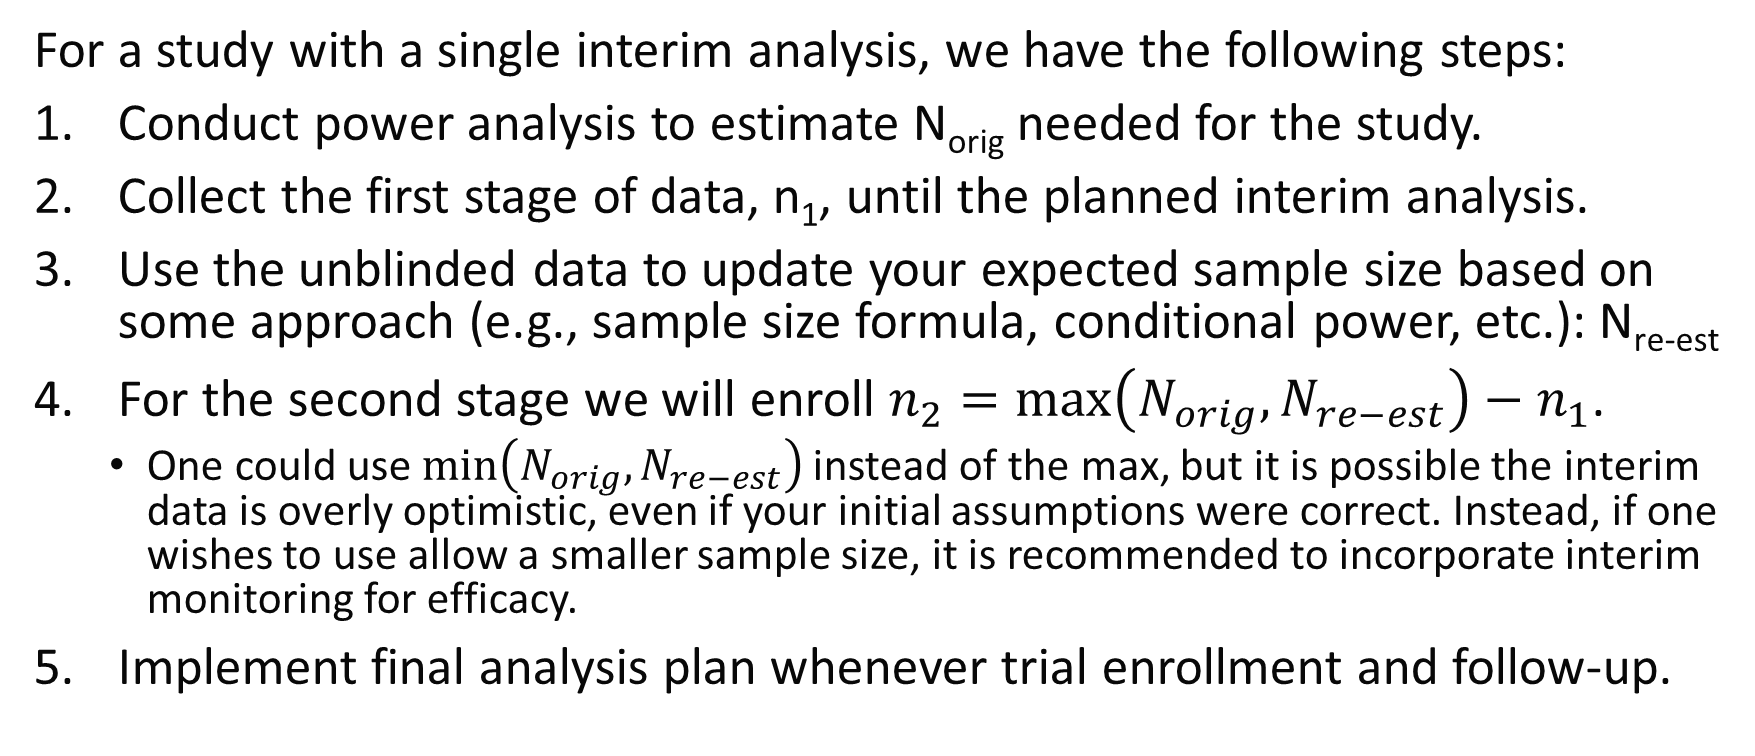 For a study with a single interim analysis, we have the following steps:
1. Conduct power analysis to estimate N_orig needed for the study.
2. Collect the first stage of data, n_1, until the planned interim analysis.
3. Use the unblinded data to update your expected sample size based on
some approach (e.g., sample size formula, conditional power, etc.): N_re-est
4. For the second stage we will enroll n_2 = max(N_orig, N_re−est) − n_1.
• One could use min(N_orig, N_re−est) instead of the max, but it is possible the interim
data is overly optimistic, even if your initial assumptions were correct. Instead, if one
wishes to use allow a smaller sample size, it is recommended to incorporate interim
monitoring for efficacy.
5. Implement final analysis plan whenever trial enrollment and follow-up.